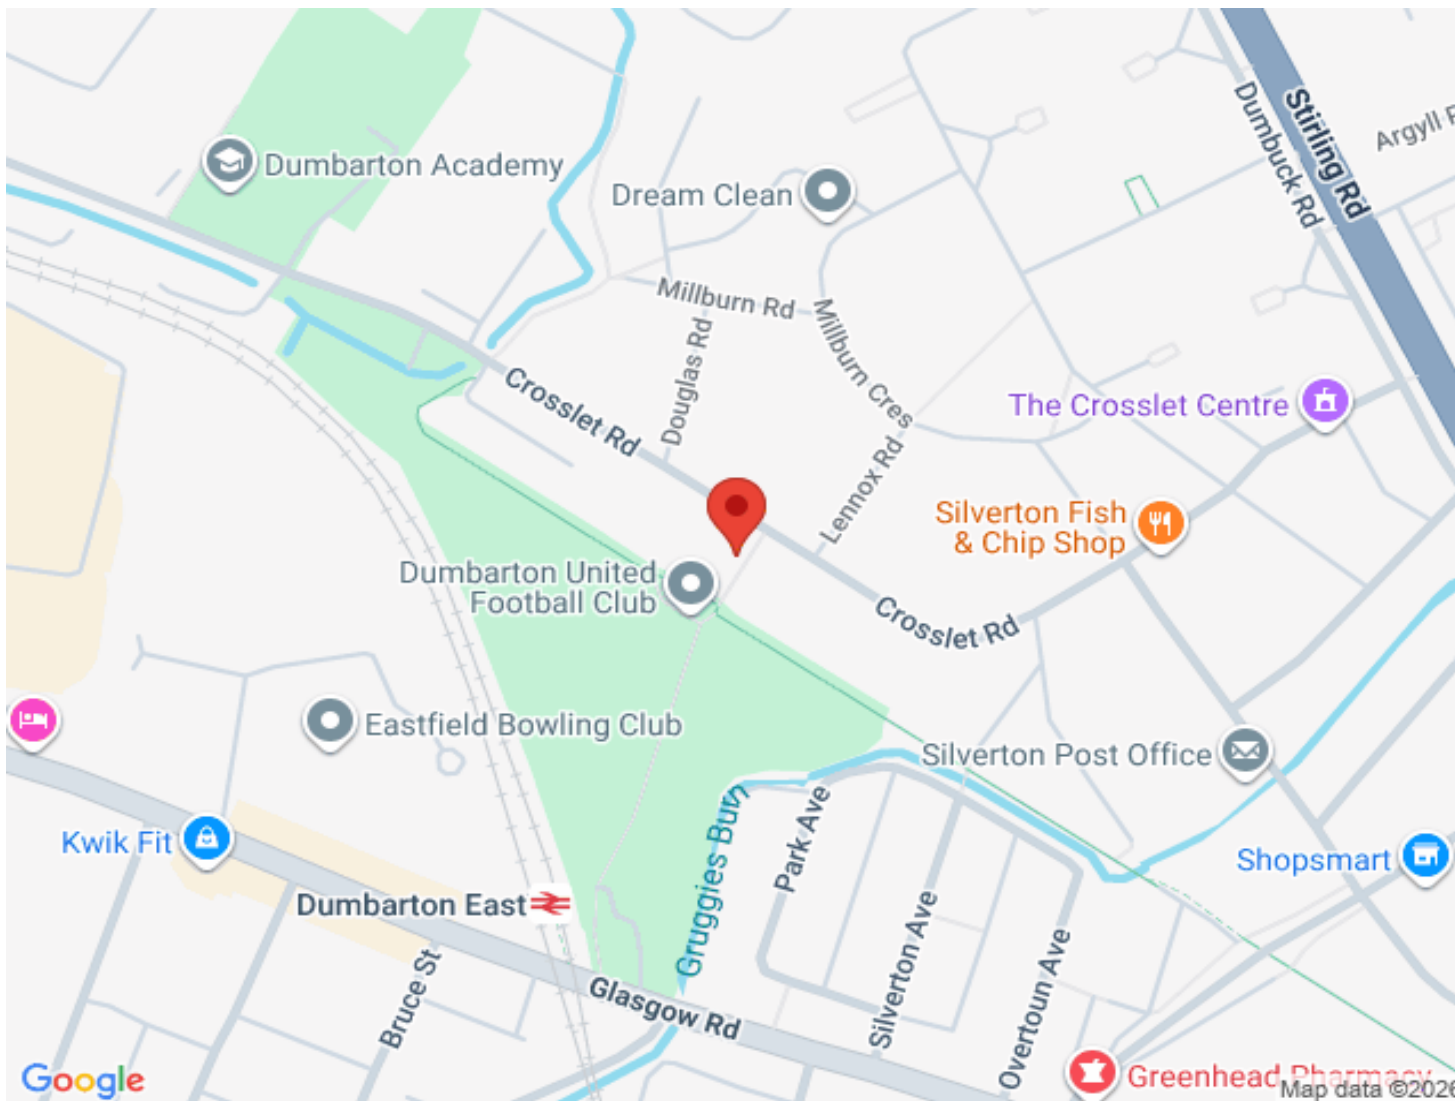 Stirling Rd
Dumbuck Rd
Argyll
Dumbarton Academy
Dream Clean
Millburn Rd
Millburn Cres
Douglas Rd
Crosslet Rd
The Crosslet Centre
Lennox Rd
Silverton Fish
& Chip Shop
Dumbarton United
Football Club
Crosslet Rd
Eastfield Bowling Club
Silverton Post Office
Kwik Fit
Park Ave
Gruggies Burn
Shopsmart
Dumbarton East
Silverton Ave
Overtoun Ave
Bruce St
Glasgow Rd
Greenhead Pharmacy
Google
Map data ©2026